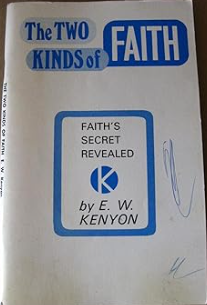 The TWO
KINDS of
FAITH
FAITH'S
SECRET
REVEALED
K
by E. W.
KENYON
THE TWO KINDS OF FAITH E. W. Kenyon